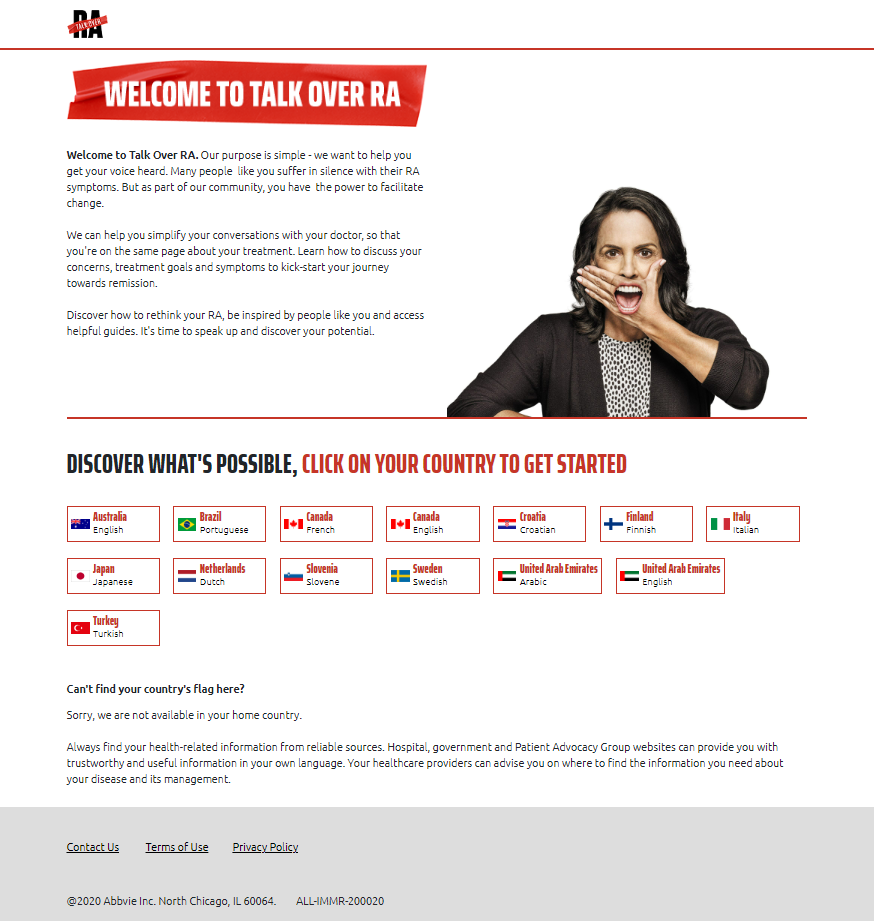 RA
TALK OVER
WELCOME TO TALK OVER RA
Welcome to Talk Over RA. Our purpose is simple - we want to help you
get your voice heard. Many people  like you suffer in silence with their RA
symptoms. But as part of our community, you have  the power to facilitate
change.
We can help you simplify your conversations with your doctor, so that
you're on the same page about your treatment. Learn how to discuss your
concerns, treatment goals and symptoms to kick-start your journey
towards remission.
Discover how to rethink your RA, be inspired by people like you and access
helpful guides. It's time to speak up and discover your potential.
DISCOVER WHAT'S POSSIBLE, CLICK ON YOUR COUNTRY TO GET STARTED
Australia
English
Brazil
Portuguese
Canada
French
Canada
English
Croatia
Croatian
Finland
Finnish
Italy
Italian
Japan
Japanese
Netherlands
Dutch
Slovenia
Slovene
Sweden
Swedish
United Arab Emirates
Arabic
United Arab Emirates
English
Turkey
Turkish
Can't find your country's flag here?
Sorry, we are not available in your home country.
Always find your health-related information from reliable sources. Hospital, government and Patient Advocacy Group websites can provide you with
trustworthy and useful information in your own language. Your healthcare providers can advise you on where to find the information you need about
your disease and its management.
Contact Us
Terms of Use
Privacy Policy
@2020 Abbvie Inc. North Chicago, IL 60064.
ALL-IMMR-200020